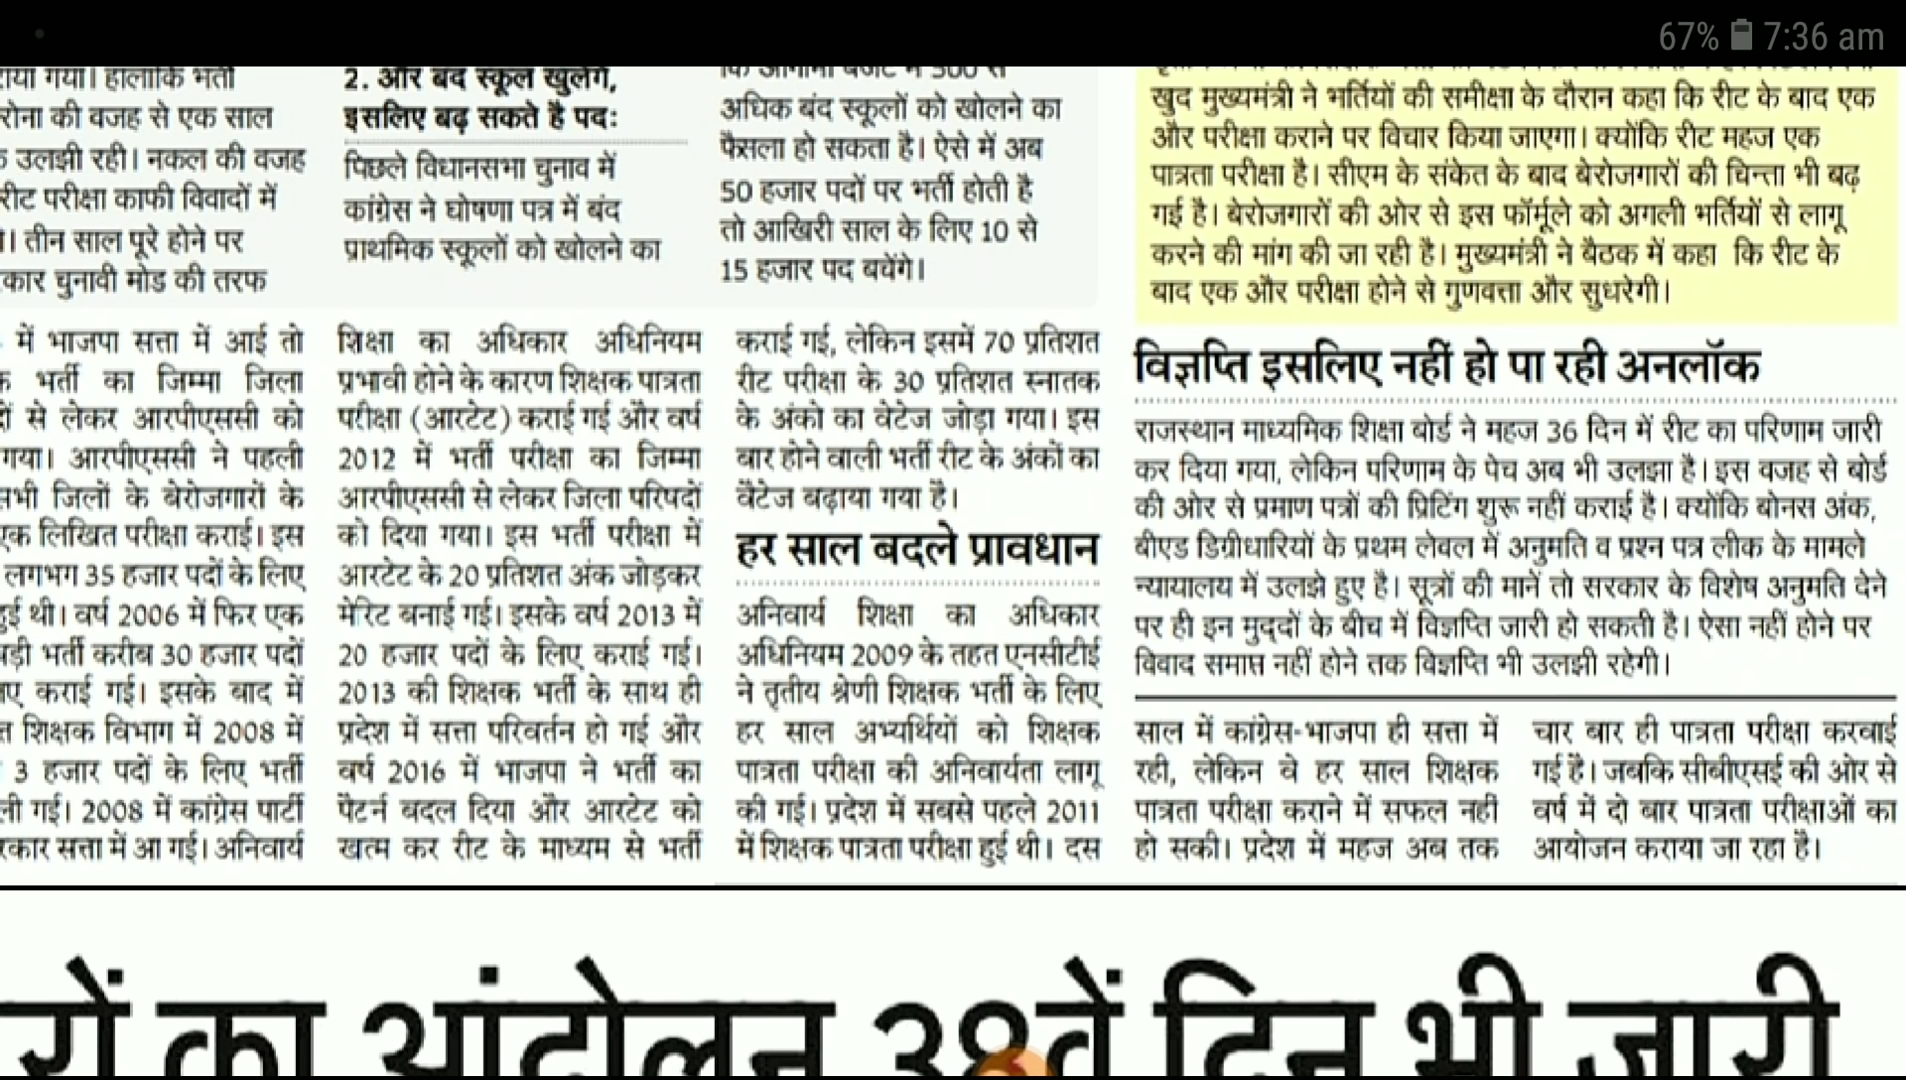 67% 7:36 am
गया। हालांकि भर्ती
की वजह से एक साल
उलझी रही। नकल की वजह
रीट परीक्षा काफी विवादों में
। तीन साल पूरे होने पर
चुनावी मोड की तरफ
2. और बंद स्कूल खुलेंगे,
इसलिए बढ़ सकते है पद:
पिछले विधानसभा चुनाव में
कांग्रेस ने घोषणा पत्र में बंद
प्राथमिक स्कूलों को खोलने का
अधिक बंद स्कूलों को खोलने का
फैसला हो सकता है। ऐसे में अब
50 हजार पदों पर भर्ती होती है
तो आखिरी साल के लिए 10 से
15 हजार पद बचेंगे।
खुद मुख्यमंत्री ने भर्तियों की समीक्षा के दौरान कहा कि रीट के बाद एक
और परीक्षा कराने पर विचार किया जाएगा। क्योंकि रीट महज एक
पात्रता परीक्षा है। सीएम के संकेत के बाद बेरोजगारों की चिन्ता भी बढ़
गई है। बेरोजगारों की ओर से इस फॉर्मूले को अगली भर्तियों से लागू
करने की मांग की जा रही है। मुख्यमंत्री ने बैठक में कहा कि रीट के
बाद एक और परीक्षा होने से गुणवत्ता और सुधरेगी।
में भाजपा सत्ता में आई तो
भर्ती का जिम्मा जिला
से लेकर आरपीएससी को
गया। आरपीएससी ने पहली
सभी जिलों के बेरोजगारों के
एक लिखित परीक्षा कराई। इस
लगभग 35 हजार पदों के लिए
हुई थी। वर्ष 2006 में फिर एक
बड़ी भर्ती करीब 30 हजार पदों
कराई गई। इसके बाद में
शिक्षक विभाग में 2008 में
3 हजार पदों के लिए भर्ती
गई। 2008 में कांग्रेस पार्टी
सत्ता में आ गई। अनिवार्य
शिक्षा का अधिकार अधिनियम
प्रभावी होने के कारण शिक्षक पात्रता
परीक्षा (आरटेट) कराई गई और वर्ष
2012 में भर्ती परीक्षा का जिम्मा
आरपीएससी से लेकर जिला परिषदों
को दिया गया। इस भर्ती परीक्षा में
आरटेट के 20 प्रतिशत अंक जोड़कर
मेरिट बनाई गई। इसके वर्ष 2013 में
20 हजार पदों के लिए कराई गई।
2013 की शिक्षक भर्ती के साथ ही
प्रदेश में सत्ता परिवर्तन हो गई और
वर्ष 2016 में भाजपा ने भर्ती का
पैटर्न बदल दिया और आरटेट को
खत्म कर रीट के माध्यम से भर्ती
कराई गई, लेकिन इसमें 70 प्रतिशत
रीट परीक्षा के 30 प्रतिशत स्नातक
के अंको का वेटेज जोड़ा गया। इस
बार होने वाली भर्ती रीट के अंकों का
वैटेज बढ़ाया गया है।
हर साल बदले प्रावधान
अनिवार्य शिक्षा का अधिकार
अधिनियम 2009 के तहत एनसीटीई
ने तृतीय श्रेणी शिक्षक भर्ती के लिए
हर साल अभ्यर्थियों को शिक्षक
पात्रता परीक्षा की अनिवार्यता लागू
की गई। प्रदेश में सबसे पहले 2011
में शिक्षक पात्रता परीक्षा हुई थी। दस
विज्ञप्ति इसलिए नहीं हो पा रही अनलॉक
राजस्थान माध्यमिक शिक्षा बोर्ड ने महज 36 दिन में रीट का परिणाम जारी
कर दिया गया, लेकिन परिणाम के पेच अब भी उलझा है। इस वजह से बोर्ड
की ओर से प्रमाण पत्रों की प्रिटिंग शुरू नहीं कराई है। क्योंकि बोनस अंक,
बीएड डिग्रीधारियों के प्रथम लेवल में अनुमति व प्रश्न पत्र लीक के मामले
न्यायालय में उलझे हुए है। सूत्रों की मानें तो सरकार के विशेष अनुमति देने
पर ही इन मुद्दों के बीच में विज्ञप्ति जारी हो सकती है। ऐसा नहीं होने पर
विवाद समाप्त नहीं होने तक विज्ञप्ति भी उलझी रहेगी।
साल में कांग्रेस-भाजपा ही सत्ता में
रही, लेकिन वे हर साल शिक्षक
पात्रता परीक्षा कराने में सफल नहीं
हो सकी। प्रदेश में महज अब तक
चार बार ही पात्रता परीक्षा करवाई
गई है। जबकि सीबीएसई की ओर से
वर्ष में दो बार पात्रता परीक्षाओं का
आयोजन कराया जा रहा है।
का आंदोलन 38वें दिन भी जारी